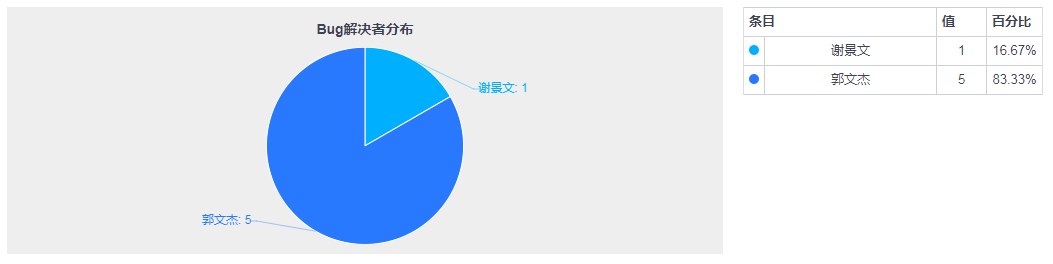 Bug解决者分布
谢景文: 1
郭文杰: 5
条目 值 百分比
谢景文 1 16.67%
郭文杰 5 83.33%